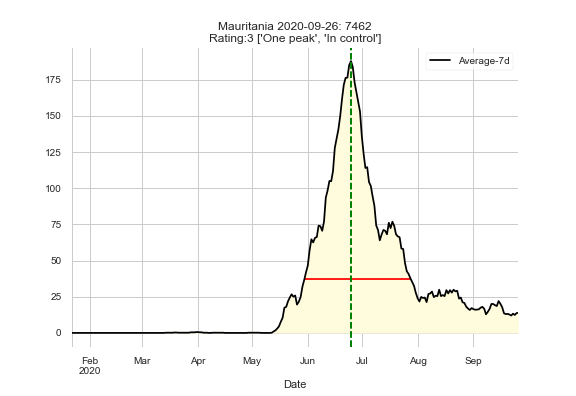 Mauritania 2020-09-26: 7462
Rating:3 ['One peak', 'In control']
Average-7d
175
150
125
100
75
50
25
0
Feb Mar Apr May Jun Jul Aug Sep
2020
Date